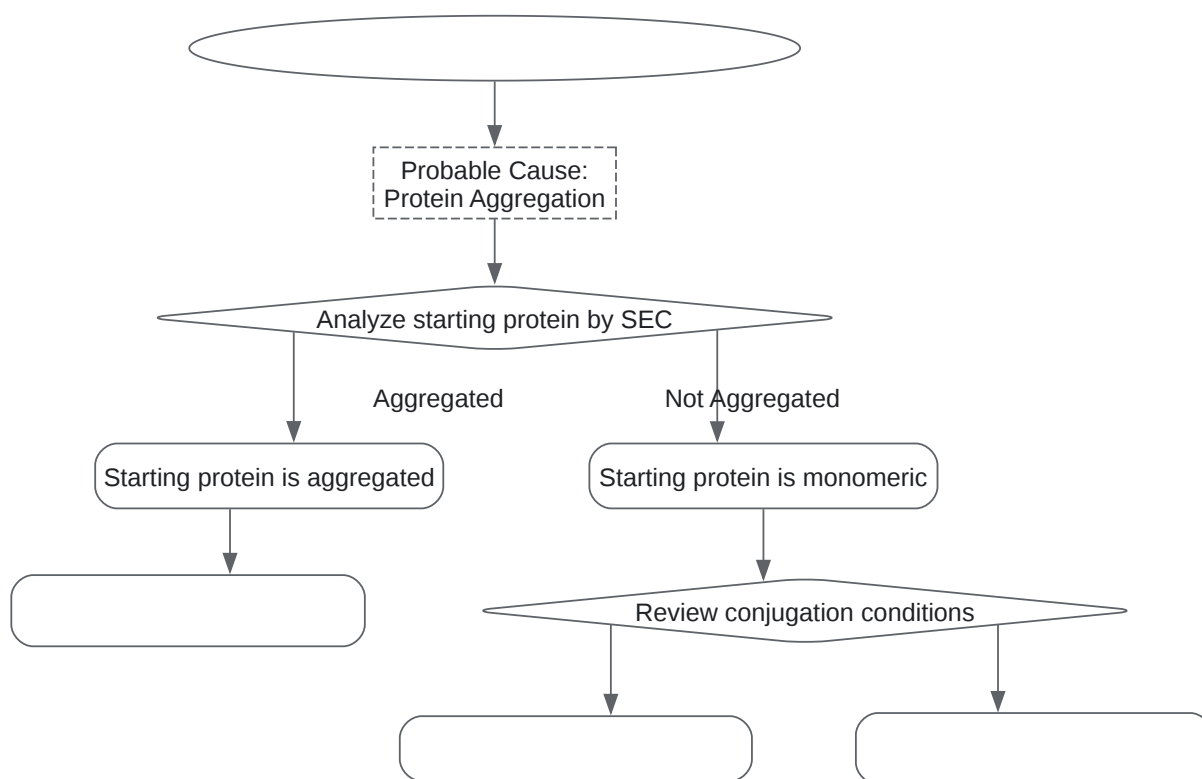 Probable Cause:
Protein Aggregation
Analyze starting protein by SEC
Aggregated
Not Aggregated
Starting protein is aggregated
Starting protein is monomeric
Review conjugation conditions